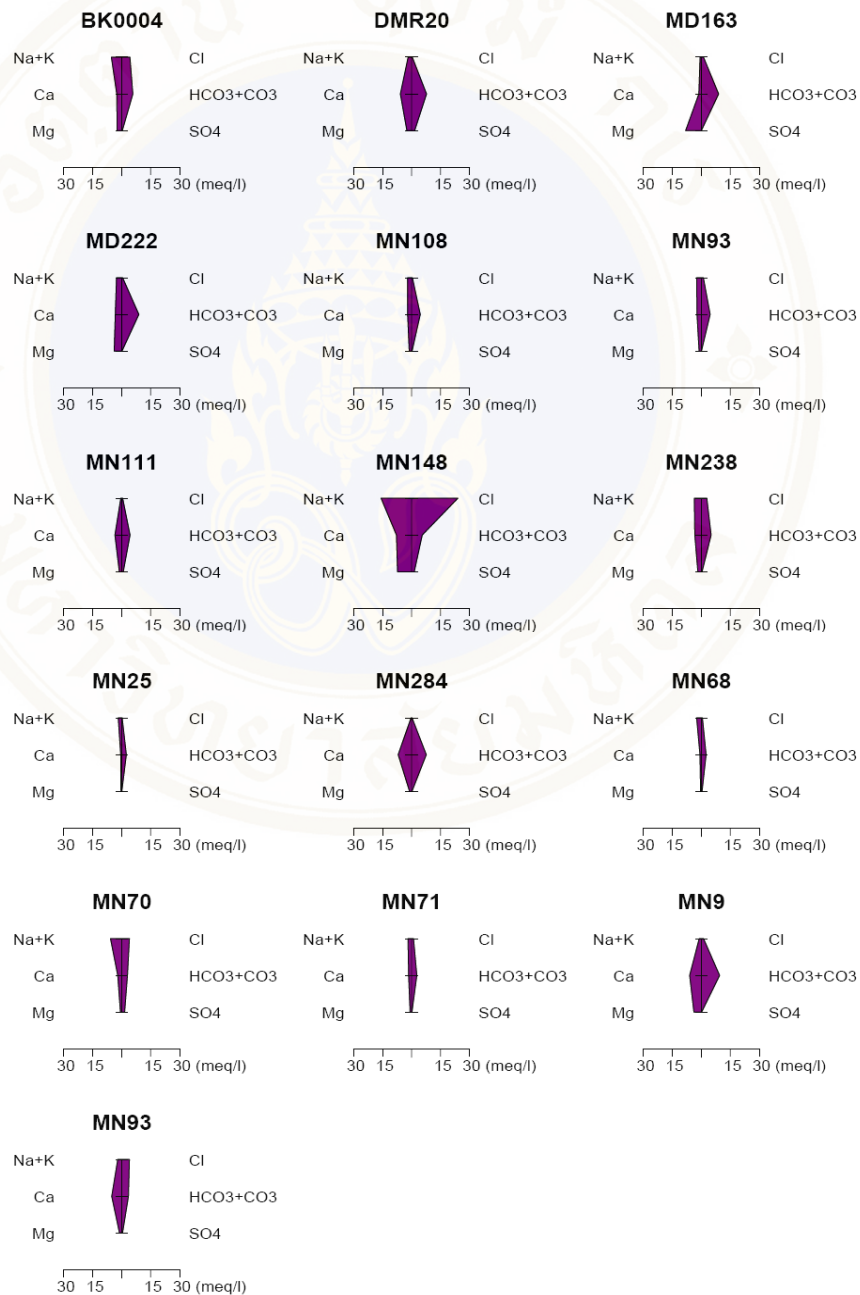 BK0004 DMR20 MD163
Na+K Cl Na+K Cl Na+K Cl
Ca HCO3+CO3 Ca HCO3+CO3 Ca HCO3+CO3
Mg SO4 Mg SO4 Mg SO4
30 15 15 30 (meq/l) 30 15 15 30 (meq/l) 30 15 15 30 (meq/l)
MD222 MN108 MN93
Na+K Cl Na+K Cl Na+K Cl
Ca HCO3+CO3 Ca HCO3+CO3 Ca HCO3+CO3
Mg SO4 Mg SO4 Mg SO4
30 15 15 30 (meq/l) 30 15 15 30 (meq/l) 30 15 15 30 (meq/l)
MN111 MN148 MN238
Na+K Cl Na+K Cl Na+K Cl
Ca HCO3+CO3 Ca HCO3+CO3 Ca HCO3+CO3
Mg SO4 Mg SO4 Mg SO4
30 15 15 30 (meq/l) 30 15 15 30 (meq/l) 30 15 15 30 (meq/l)
MN25 MN284 MN68
Na+K Cl Na+K Cl Na+K Cl
Ca HCO3+CO3 Ca HCO3+CO3 Ca HCO3+CO3
Mg SO4 Mg SO4 Mg SO4
30 15 15 30 (meq/l) 30 15 15 30 (meq/l) 30 15 15 30 (meq/l)
MN70 MN71 MN9
Na+K Cl Na+K Cl Na+K Cl
Ca HCO3+CO3 Ca HCO3+CO3 Ca HCO3+CO3
Mg SO4 Mg SO4 Mg SO4
30 15 15 30 (meq/l) 30 15 15 30 (meq/l) 30 15 15 30 (meq/l)
MN93
Na+K Cl
Ca HCO3+CO3
Mg SO4
30 15 15 30 (meq/l)